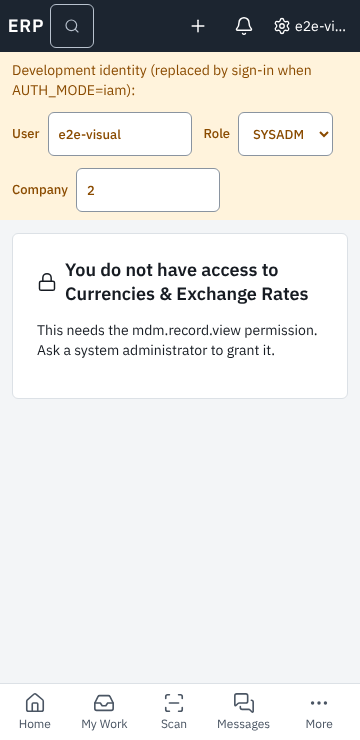 ERP
e2e-vi...
Development identity (replaced by sign-in when
AUTH_MODE=iam):
User e2e-visual Role SYSADM
Company 2
You do not have access to
Currencies & Exchange Rates
This needs the mdm.record.view permission.
Ask a system administrator to grant it.
Home My Work Scan Messages More